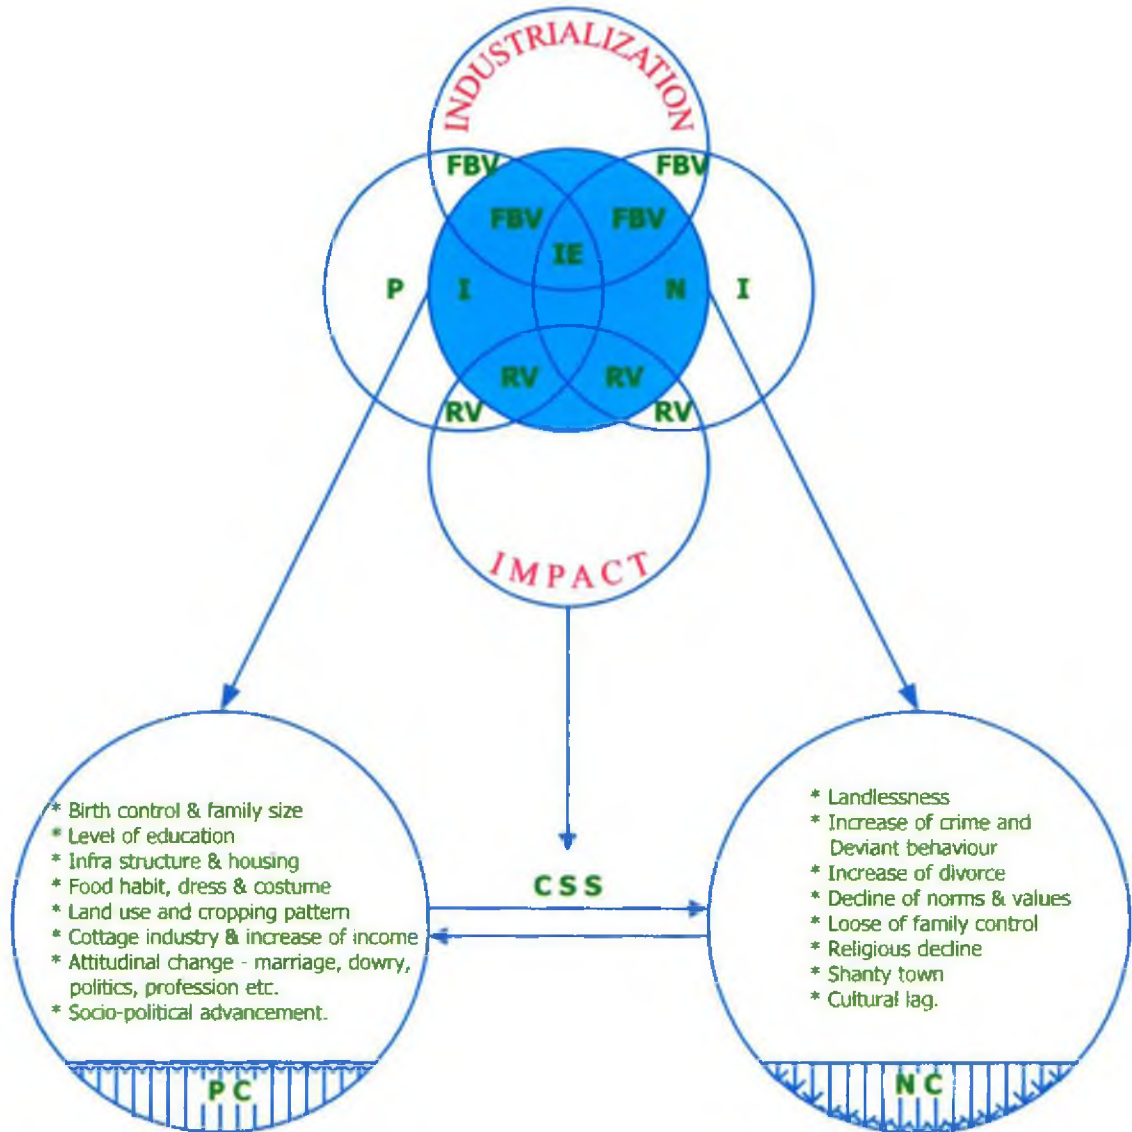 INDUSTRIALIZATION
FBV FBV
FBV FBV
IE
P I N I
RV RV
RV RV
IMPACT
CSS
* Birth control & family size
* Level of education
* Infra structure & housing
* Food habit, dress & costume
* Land use and cropping pattern
* Cottage industry & increase of income
* Attitudinal change - marriage, dowry,
politics, profession etc.
* Socio-political advancement.
PC
* Landlessness
* Increase of crime and
Deviant behaviour
* Increase of divorce
* Decline of norms & values
* Loose of family control
* Religious decline
* Shanty town
* Cultural lag.
NC